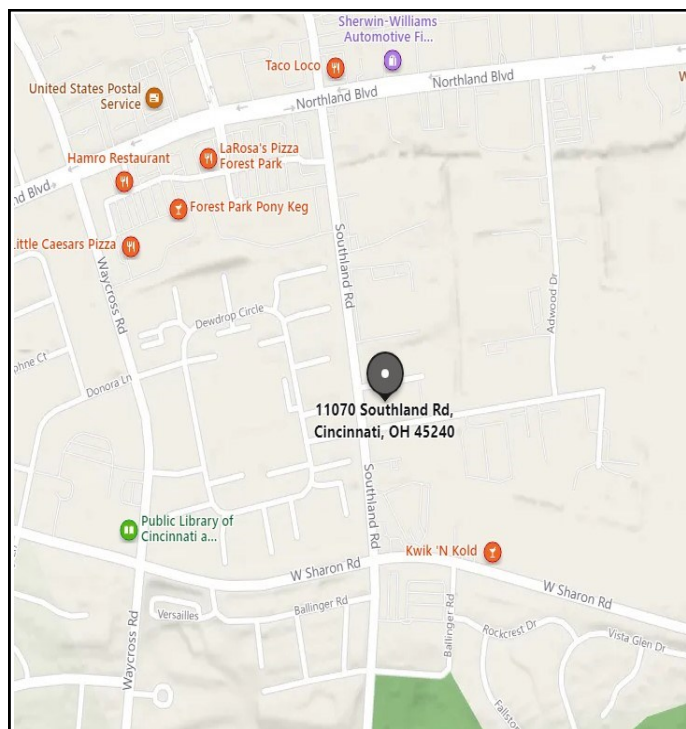 Sherwin-Williams
Automotive Fi...
Taco Loco
Northland Blvd
Northland Blvd
United States Postal
Service
W
LaRosa's Pizza
Forest Park
Hamro Restaurant
nd Blvd
Forest Park Pony Keg
Little Caesars Pizza
Southland Rd
Waycross Rd
Adwood Dr
Dewdrop Circle
phne Ct
Donora Ln
11070 Southland Rd,
Cincinnati, OH 45240
Southland Rd
Public Library of
Cincinnati a...
Kwik 'N Kold
W Sharon Rd
W Sharon Rd
Versailles
Ballinger Rd
Ballinger Rd
Rockcrest Dr
Vista Glen Dr
Waycross Rd
Fallsto